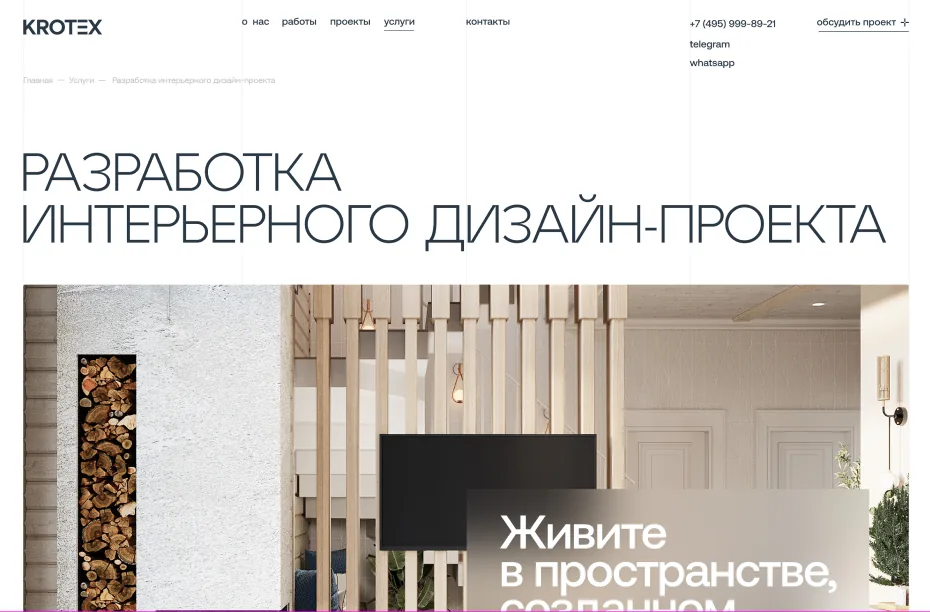 KROTEX
о нас работы проекты услуги контакты
+7 (495) 999-89-21
обсудить проект
telegram
whatsapp
Главная — Услуги — Разработка интерьерного дизайн-проекта
РАЗРАБОТКА
ИНТЕРЬЕРНОГО ДИЗАЙН-ПРОЕКТА
Живите
в пространстве,
созданном